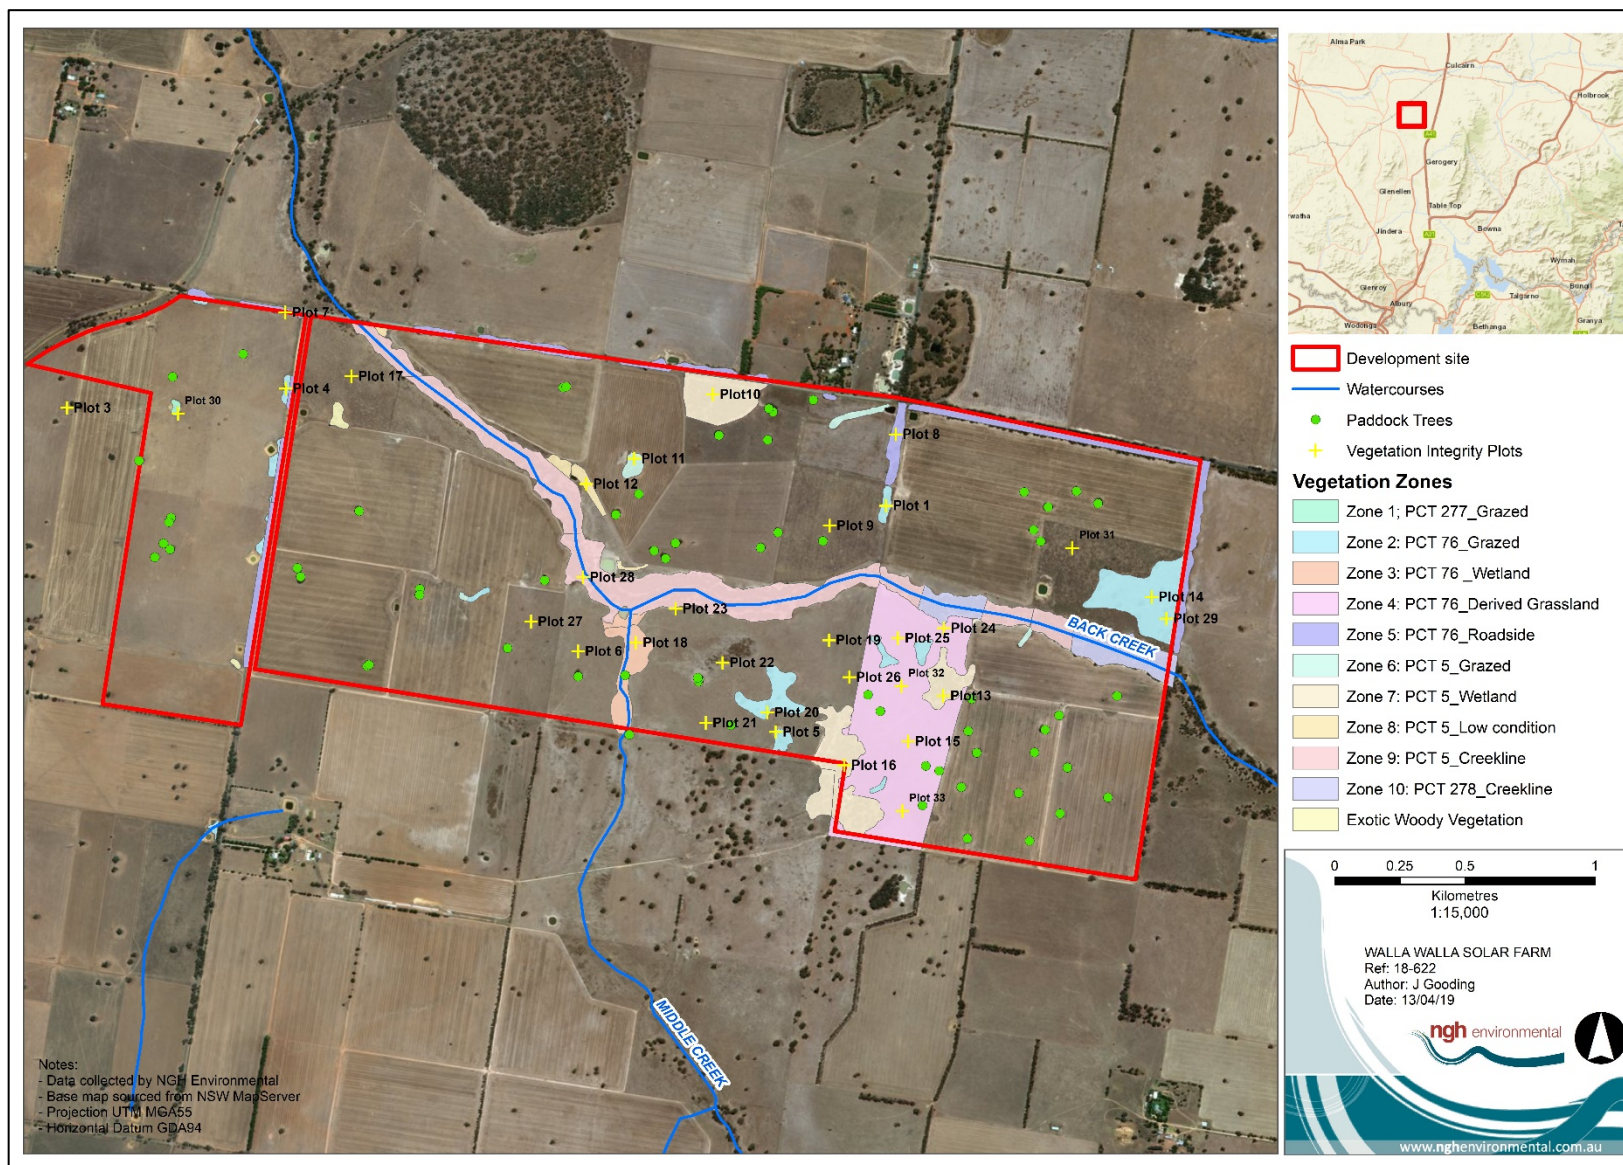 Plot 7
Plot 4
Plot 17
Plot 3
Plot 30
Plot10
Plot 8
Plot 11
Plot 12
Plot 1
Plot 9
Plot 31
Plot 28
Plot 14
Plot 23
Plot 29
Plot 27
Plot 18
Plot 6
Plot 19
Plot 25
Plot 24
BACK CREEK
Plot 22
Plot 26
Plot 32
Plot13
Plot 20
Plot 21
Plot 5
Plot 15
Plot 16
Plot 33
MIDDLE CREEK
Notes:
- Data collected by NGH Environmental
- Base map sourced from NSW MapServer
- Projection UTM MGA55
- Horizontal Datum GDA94
Alma Park
Culcairn
Holbrook
A41
Gerogery
Glenellen
Table Top
rwatha
Jindera
Bowna
Wymah
Glenroy
Albury
Talgarno
Bungil
Wodonga
Bethanga
Granya
Development site
Watercourses
Paddock Trees
Vegetation Integrity Plots
Vegetation Zones
Zone 1; PCT 277_Grazed
Zone 2: PCT 76_Grazed
Zone 3: PCT 76 _Wetland
Zone 4: PCT 76_Derived Grassland
Zone 5: PCT 76_Roadside
Zone 6: PCT 5_Grazed
Zone 7: PCT 5_Wetland
Zone 8: PCT 5_Low condition
Zone 9: PCT 5_Creekline
Zone 10: PCT 278_Creekline
Exotic Woody Vegetation
0 0.25 0.5 1
Kilometres
1:15,000
WALLA WALLA SOLAR FARM
Ref: 18-622
Author: J Gooding
Date: 13/04/19
ngh environmental
www.nghenvironmental.com.au